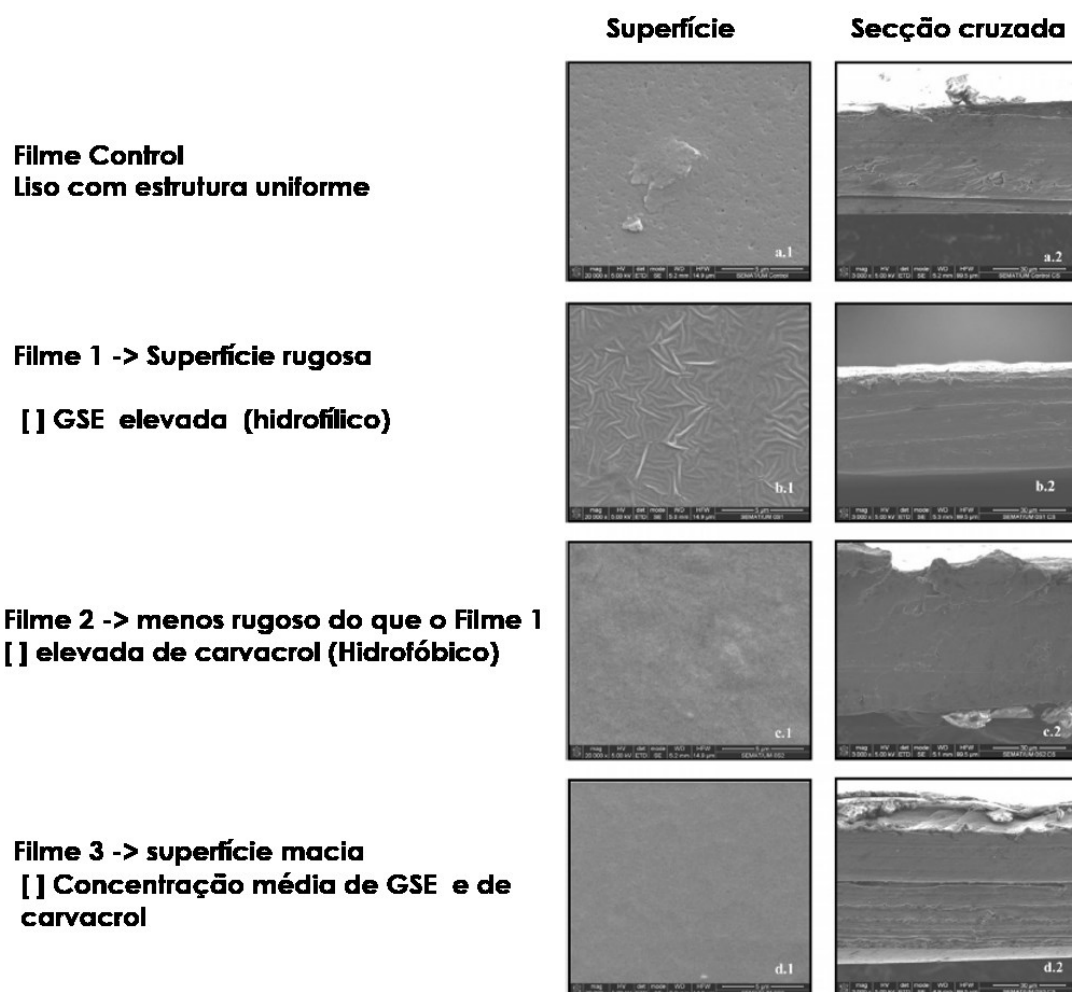 Superfície
Secção cruzada
Filme Control
Liso com estrutura uniforme
a.1
a.2
Filme 1 -> Superfície rugosa
[ ] GSE elevada (hidrofílico)
b.1
b.2
Filme 2 -> menos rugoso do que o Filme 1
[ ] elevada de carvacrol (Hidrofóbico)
c.1
c.2
Filme 3 -> superfície macia
[ ] Concentração média de GSE e de
carvacrol
d.1
d.2